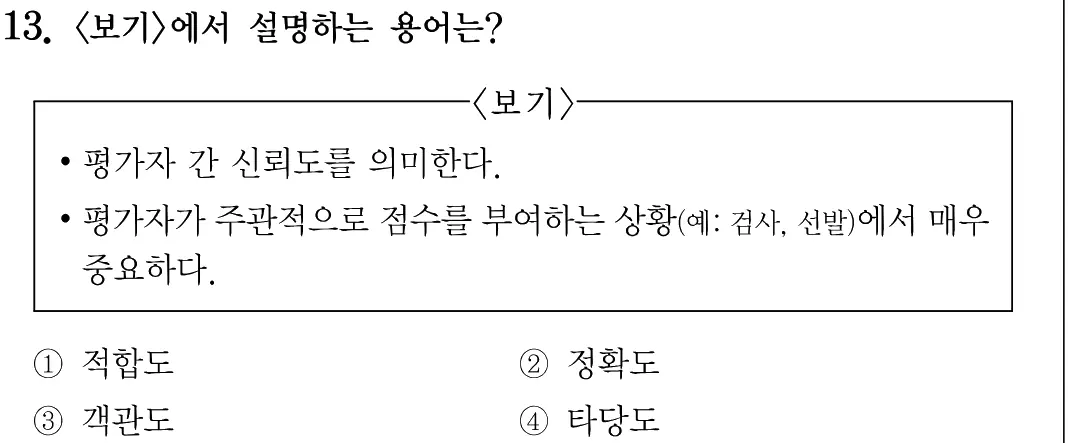 13. 〈보기〉에서 설명하는 용어는?
〈보기〉
• 평가자 간 신뢰도를 의미한다.
• 평가자가 주관적으로 점수를 부여하는 상황(예: 검사, 선발)에서 매우
중요하다.
① 적합도 ② 정확도
③ 객관도 ④ 타당도